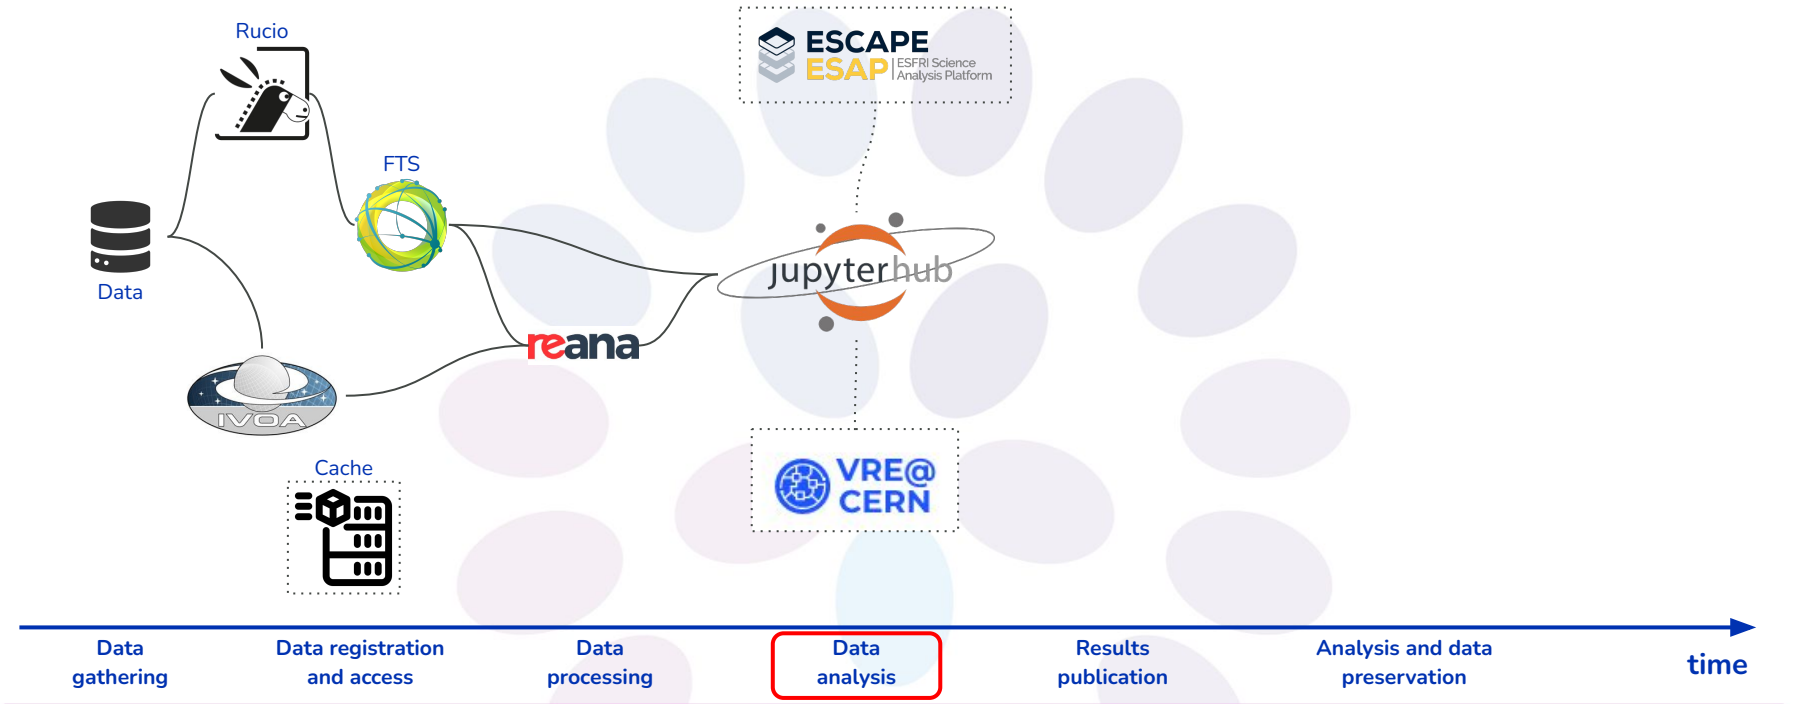 Rucio
ESCAPE
ESAP
ESFRI Science
Analysis Platform
FTS
Data
jupyterhub
reana
IVOA
Cache
VRE@
CERN
Data
gathering
Data registration
and access
Data
processing
Data
analysis
Results
publication
Analysis and data
preservation
time